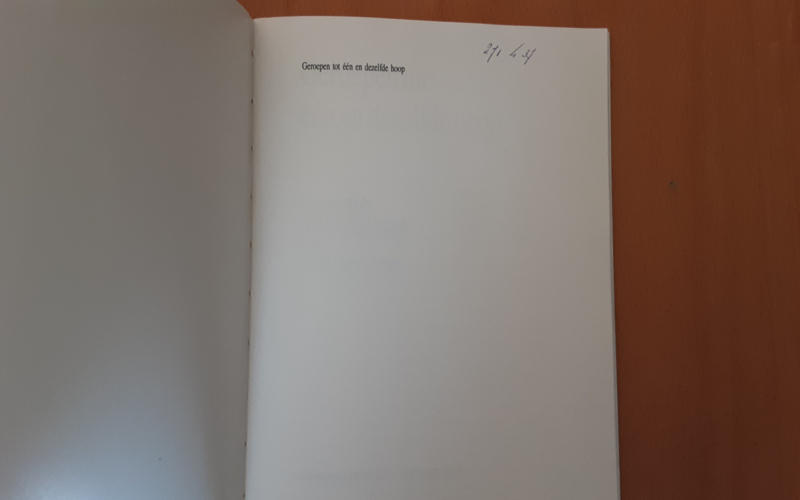 Geroepen tot één en dezelfde hoop